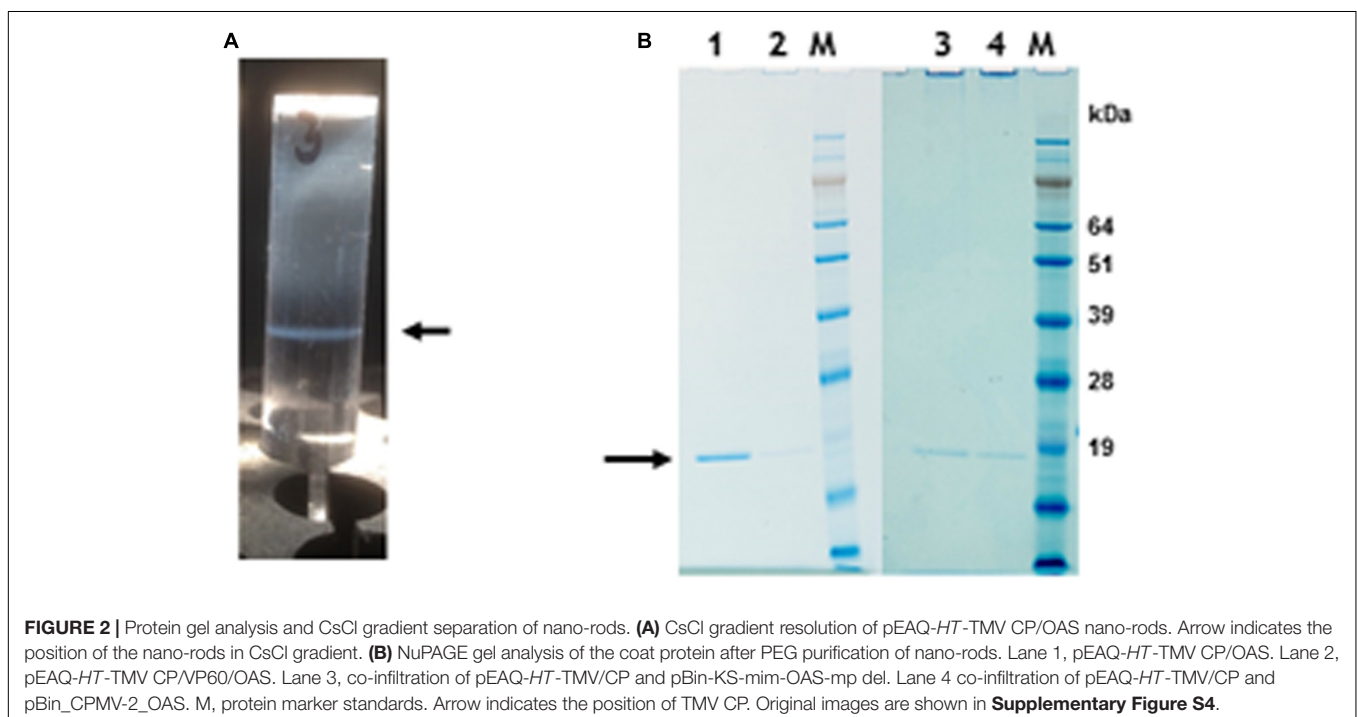 A
3
B
1 2 M 3 4 M
kDa
64
51
39
28
19
FIGURE 2 | Protein gel analysis and CsCl gradient separation of nano-rods. (A) CsCl gradient resolution of pEAQ-HT-TMV CP/OAS nano-rods. Arrow indicates the
position of the nano-rods in CsCl gradient. (B) NuPAGE gel analysis of the coat protein after PEG purification of nano-rods. Lane 1, pEAQ-HT-TMV CP/OAS. Lane 2,
pEAQ-HT-TMV CP/VP60/OAS. Lane 3, co-infiltration of pEAQ-HT-TMV/CP and pBin-KS-mim-OAS-mp del. Lane 4 co-infiltration of pEAQ-HT-TMV/CP and
pBin_CPMV-2_OAS. M, protein marker standards. Arrow indicates the position of TMV CP. Original images are shown in Supplementary Figure S4.